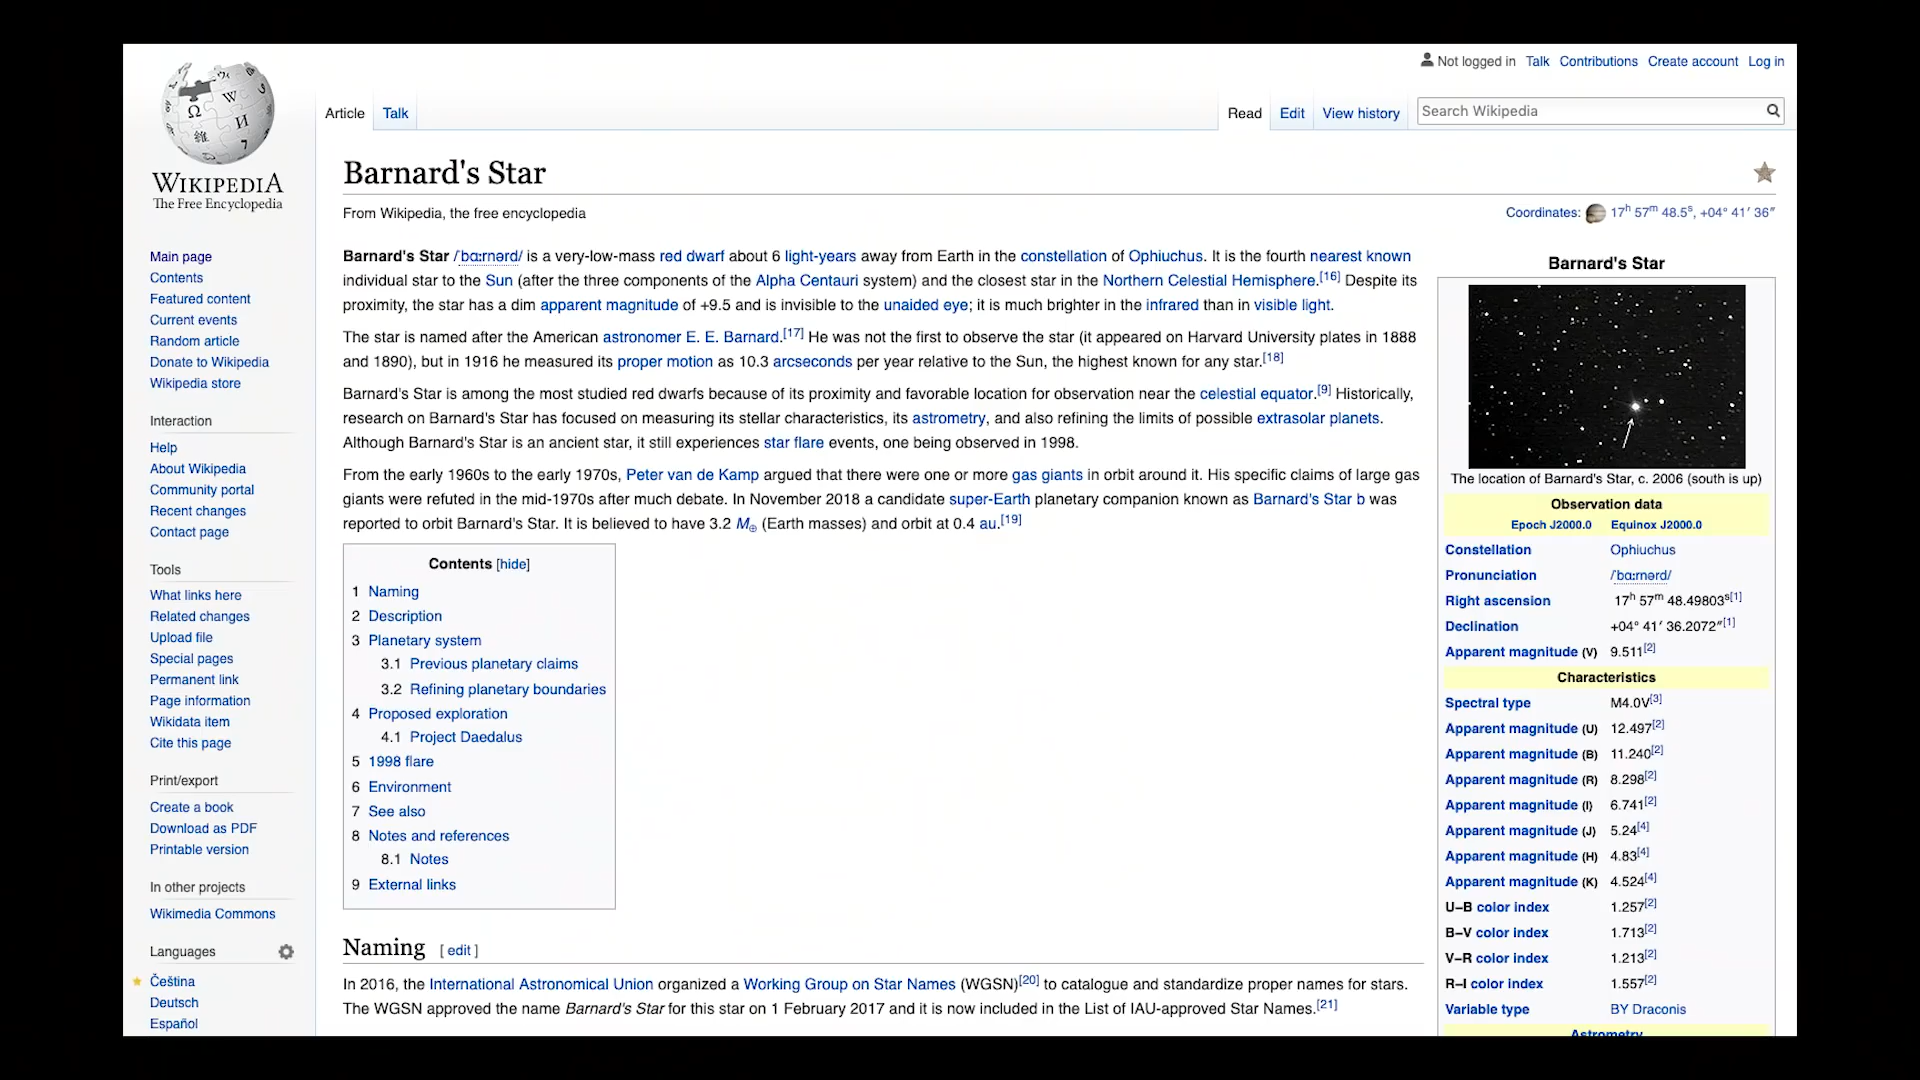 Not logged in Talk Contributions Create account Log in
Article Talk Read Edit View history Search Wikipedia
WIKIPEDIA
The Free Encyclopedia
Main page
Contents
Featured content
Current events
Random article
Donate to Wikipedia
Wikipedia store
Interaction
Help
About Wikipedia
Community portal
Recent changes
Contact page
Tools
What links here
Related changes
Upload file
Special pages
Permanent link
Page information
Wikidata item
Cite this page
Print/export
Create a book
Download as PDF
Printable version
In other projects
Wikimedia Commons
Languages
Čeština
Deutsch
Español
Barnard's Star
From Wikipedia, the free encyclopedia
Coordinates: 17h 57m 48.5s, +04° 41′ 36″
Barnard's Star /ˈbɑːrnərd/ is a very-low-mass red dwarf about 6 light-years away from Earth in the constellation of Ophiuchus. It is the fourth nearest known
individual star to the Sun (after the three components of the Alpha Centauri system) and the closest star in the Northern Celestial Hemisphere.[16] Despite its
proximity, the star has a dim apparent magnitude of +9.5 and is invisible to the unaided eye; it is much brighter in the infrared than in visible light.
The star is named after the American astronomer E. E. Barnard.[17] He was not the first to observe the star (it appeared on Harvard University plates in 1888
and 1890), but in 1916 he measured its proper motion as 10.3 arcseconds per year relative to the Sun, the highest known for any star.[18]
Barnard's Star is among the most studied red dwarfs because of its proximity and favorable location for observation near the celestial equator.[9] Historically,
research on Barnard's Star has focused on measuring its stellar characteristics, its astrometry, and also refining the limits of possible extrasolar planets.
Although Barnard's Star is an ancient star, it still experiences star flare events, one being observed in 1998.
From the early 1960s to the early 1970s, Peter van de Kamp argued that there were one or more gas giants in orbit around it. His specific claims of large gas
giants were refuted in the mid-1970s after much debate. In November 2018 a candidate super-Earth planetary companion known as Barnard's Star b was
reported to orbit Barnard's Star. It is believed to have 3.2 M⊕ (Earth masses) and orbit at 0.4 au.[19]
Contents [hide]
1 Naming
2 Description
3 Planetary system
3.1 Previous planetary claims
3.2 Refining planetary boundaries
4 Proposed exploration
4.1 Project Daedalus
5 1998 flare
6 Environment
7 See also
8 Notes and references
8.1 Notes
9 External links
Naming [ edit ]
In 2016, the International Astronomical Union organized a Working Group on Star Names (WGSN)[20] to catalogue and standardize proper names for stars.
The WGSN approved the name Barnard's Star for this star on 1 February 2017 and it is now included in the List of IAU-approved Star Names.[21]
Barnard's Star
The location of Barnard's Star, c. 2006 (south is up)
Observation data
Epoch J2000.0 Equinox J2000.0
Constellation Ophiuchus
Pronunciation /ˈbɑːrnərd/
Right ascension 17h 57m 48.49803s[1]
Declination +04° 41′ 36.2072″[1]
Apparent magnitude (V) 9.511[2]
Characteristics
Spectral type M4.0V[3]
Apparent magnitude (U) 12.497[2]
Apparent magnitude (B) 11.240[2]
Apparent magnitude (R) 8.298[2]
Apparent magnitude (I) 6.741[2]
Apparent magnitude (J) 5.24[4]
Apparent magnitude (H) 4.83[4]
Apparent magnitude (K) 4.524[4]
U−B color index 1.257[2]
B−V color index 1.713[2]
V−R color index 1.213[2]
R−I color index 1.557[2]
Variable type BY Draconis
Astrometry